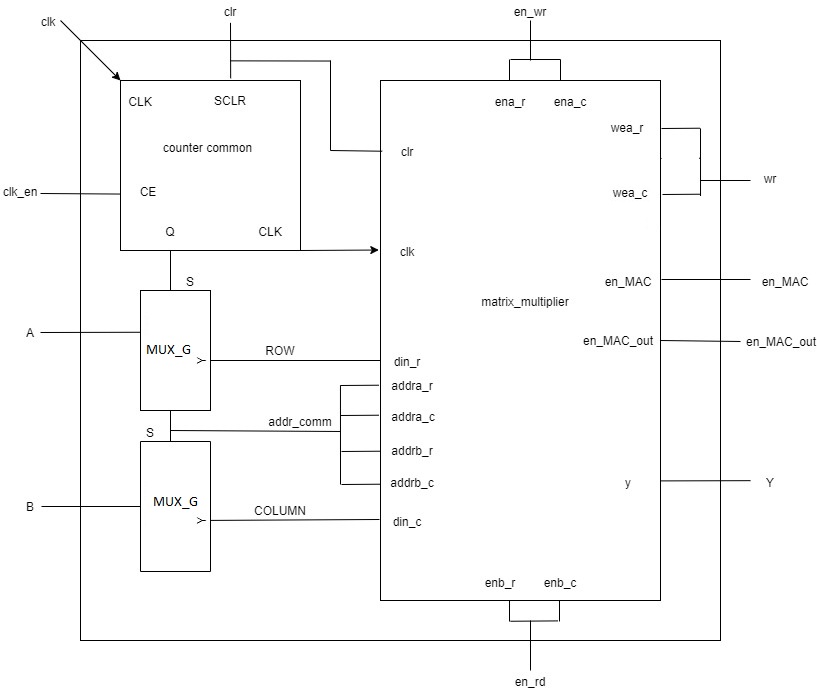 clr
en_wr
clk
CLK
SCLR
ena_r
ena_c
counter common
wea_r
clr
wr
clk_en
CE
wea_c
Q
CLK
clk
S
en_MAC
en_MAC
matrix_multiplier
A
MUX_G
ROW
en_MAC_out
en_MAC_out
din_r
addra_r
addr_comm
addra_c
S
addrb_r
addrb_c
y
Y
B
MUX_G
COLUMN
din_c
enb_r
enb_c
en_rd